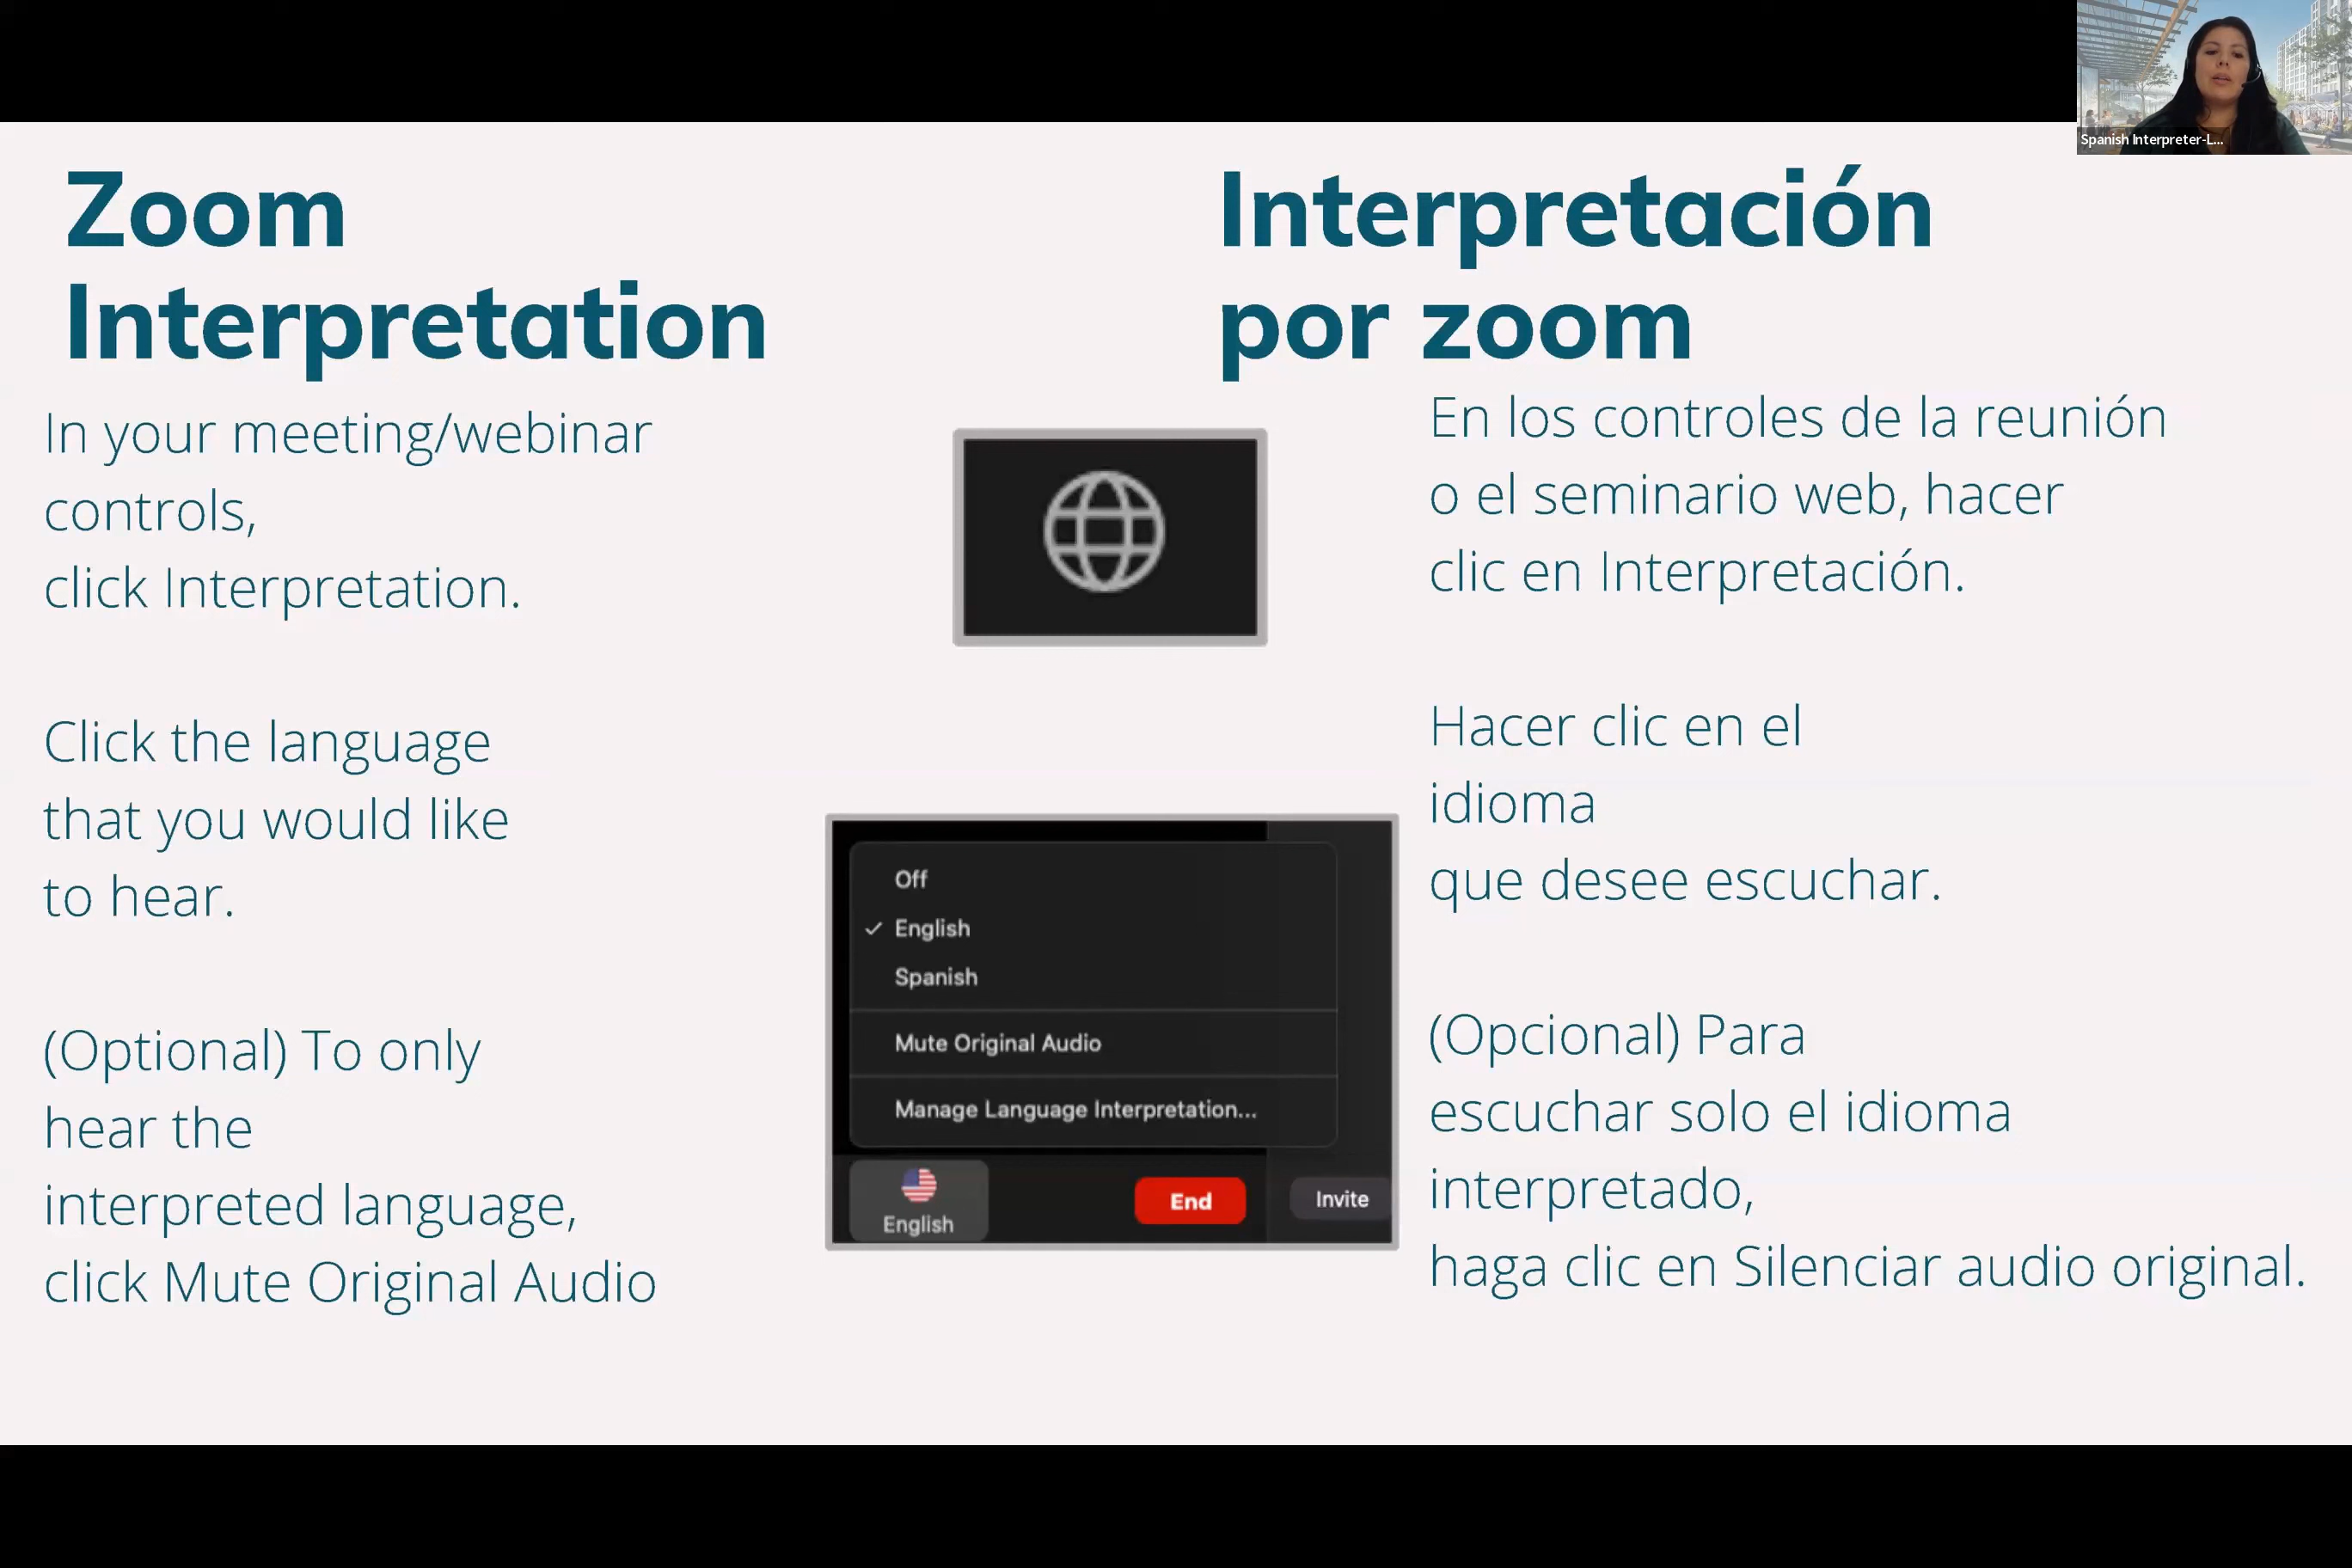 Spanish Interpreter-L...
Zoom
Interpretation
In your meeting/webinar
controls,
click Interpretation.
Click the language
that you would like
to hear.
(Optional) To only
hear the
interpreted language,
click Mute Original Audio
Off
✓ English
Spanish
Mute Original Audio
Manage Language Interpretation...
English
End
Invite
Interpretación
por zoom
En los controles de la reunión
o el seminario web, hacer
clic en Interpretación.
Hacer clic en el
idioma
que desee escuchar.
(Opcional) Para
escuchar solo el idioma
interpretado,
haga clic en Silenciar audio original.